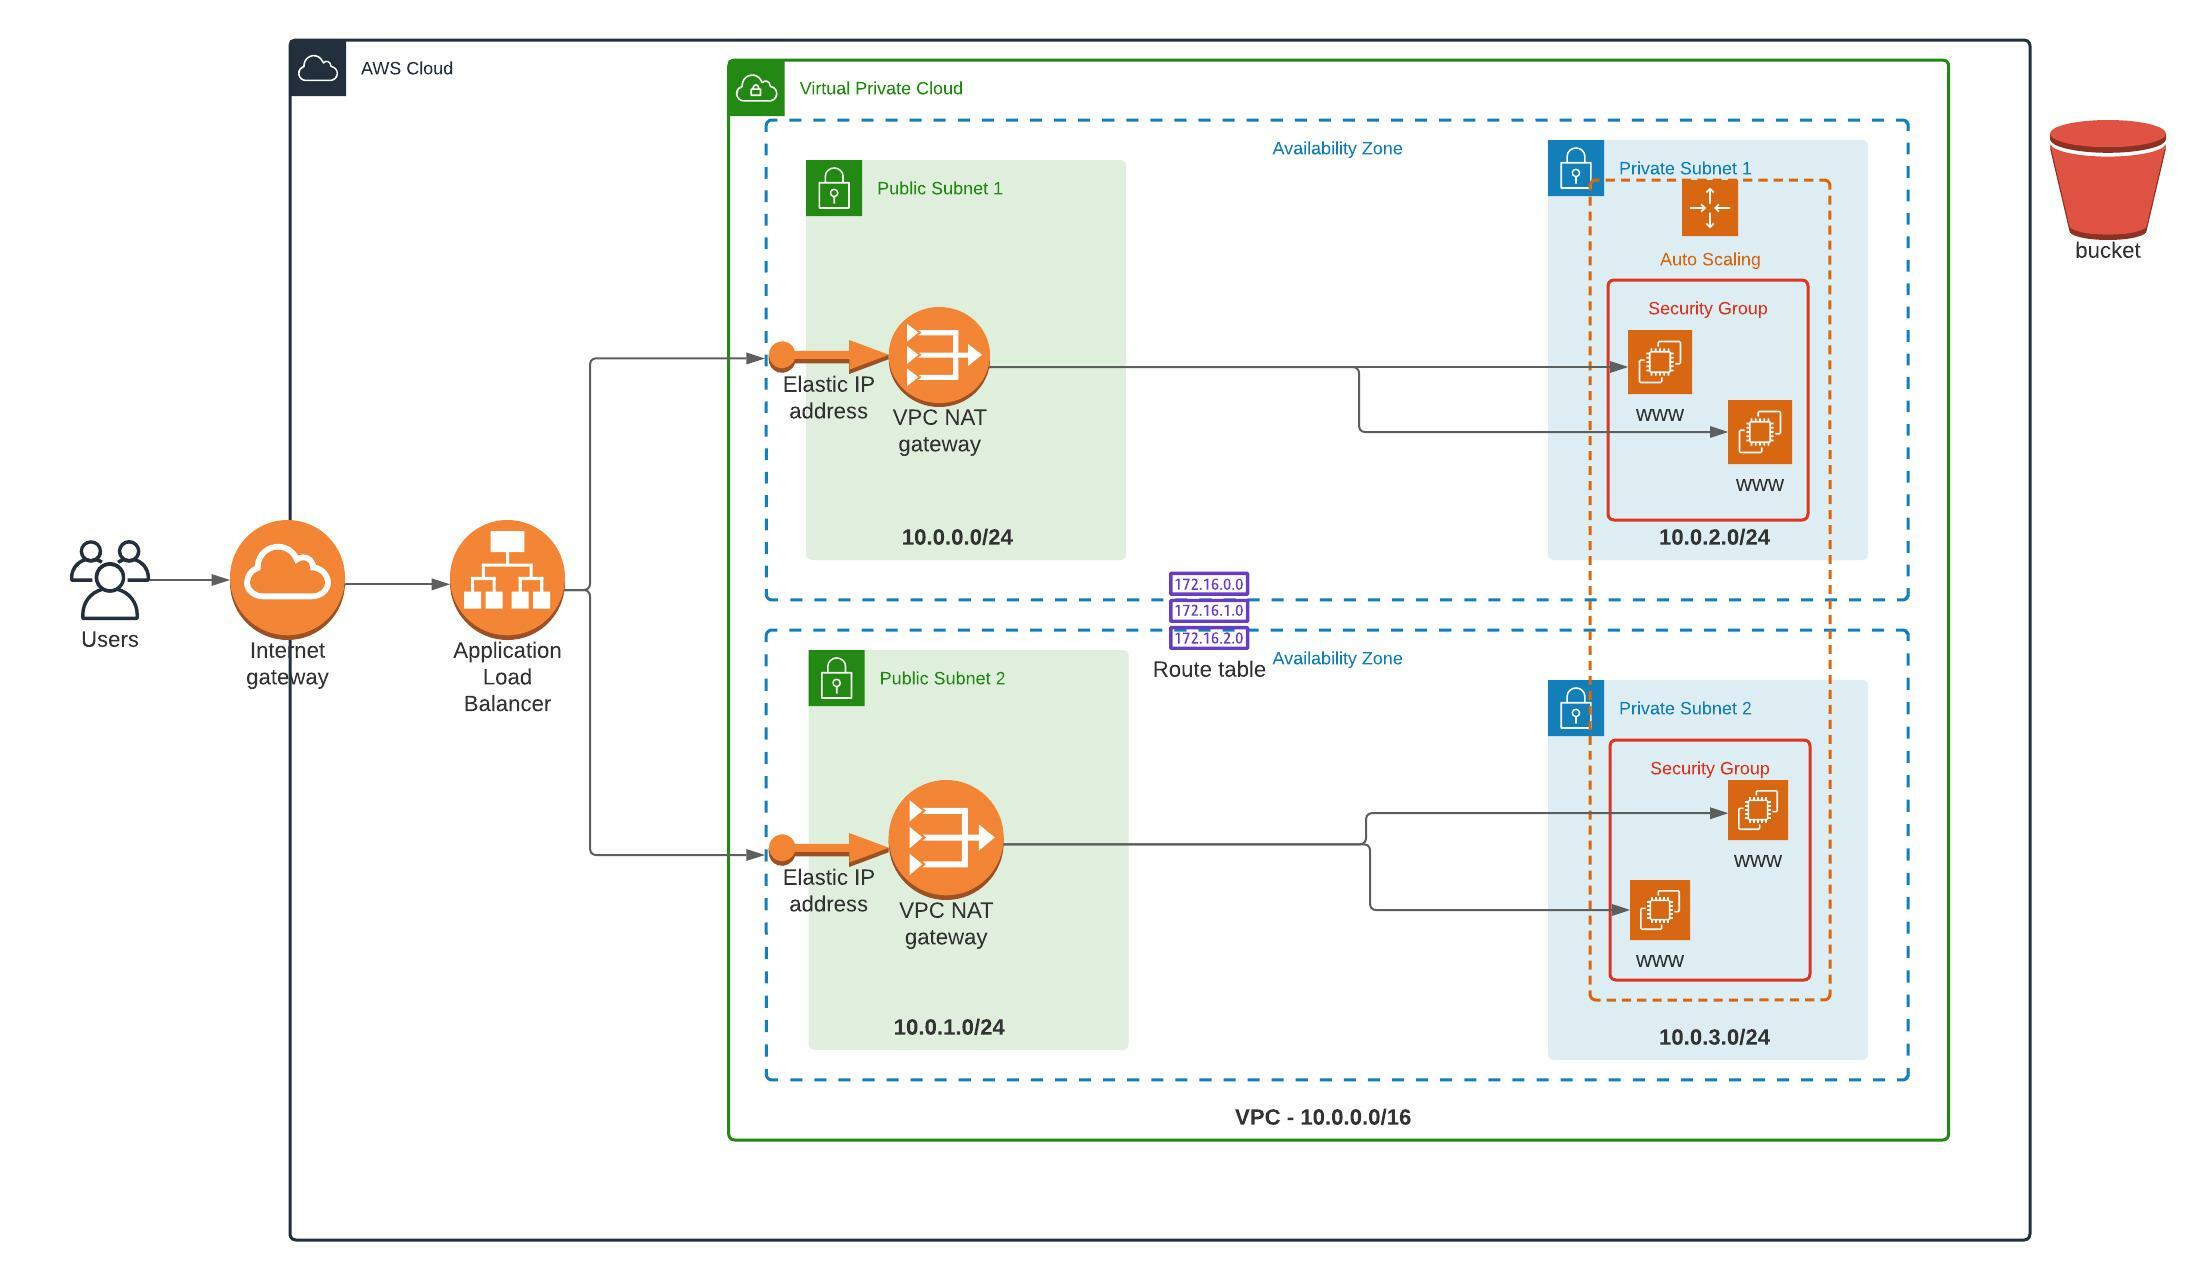 AWS Cloud
Virtual Private Cloud
Availability Zone
Public Subnet 1
Private Subnet 1
Auto Scaling
Security Group
bucket
Elastic IP
address
VPC NAT
gateway
www
www
10.0.0.0/24
10.0.2.0/24
Users
Internet
gateway
Application
Load
Balancer
172.16.0.0
172.16.1.0
172.16.2.0
Route table
Availability Zone
Public Subnet 2
Private Subnet 2
Security Group
www
Elastic IP
address
VPC NAT
gateway
www
10.0.1.0/24
10.0.3.0/24
VPC - 10.0.0.0/16